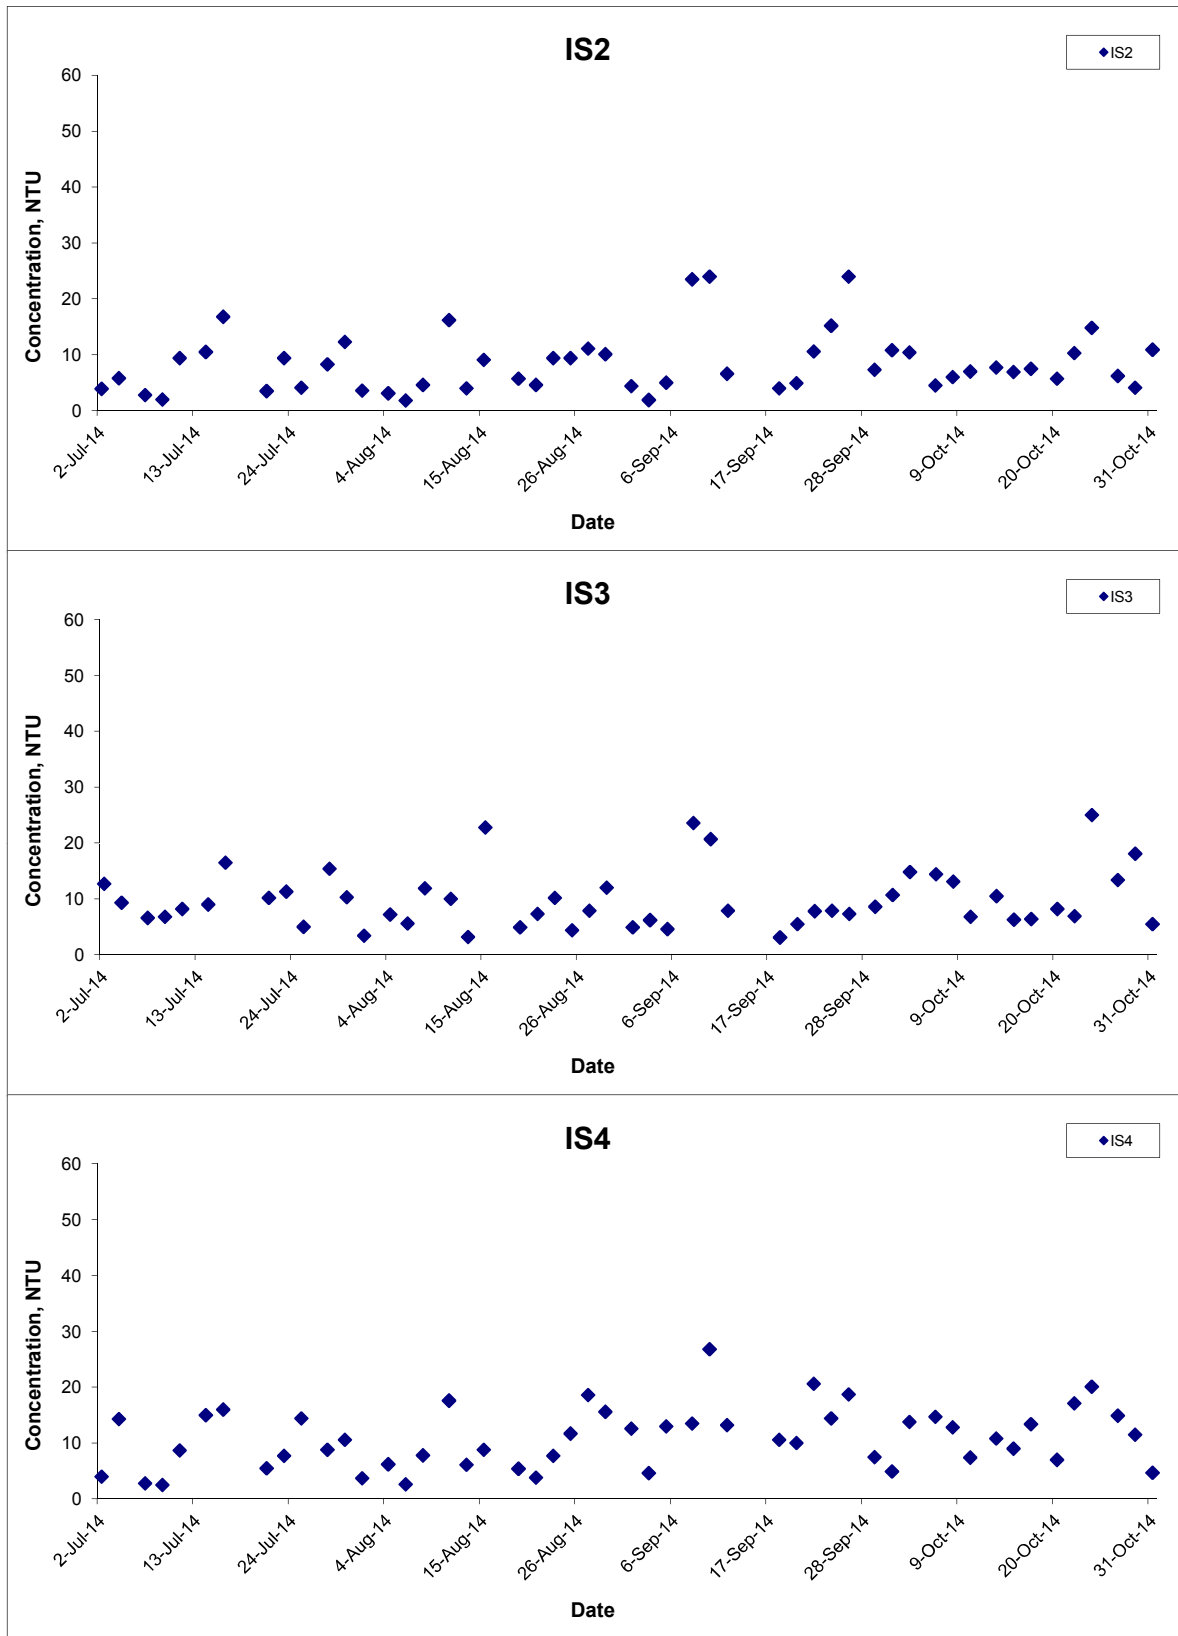 IS2
IS2
60
50
40
30
20
10
0
Concentration, NTU
2-Jul-14
13-Jul-14
24-Jul-14
4-Aug-14
15-Aug-14
26-Aug-14
6-Sep-14
17-Sep-14
28-Sep-14
9-Oct-14
20-Oct-14
31-Oct-14
Date
IS3
IS3
60
50
40
30
20
10
0
Concentration, NTU
2-Jul-14
13-Jul-14
24-Jul-14
4-Aug-14
15-Aug-14
26-Aug-14
6-Sep-14
17-Sep-14
28-Sep-14
9-Oct-14
20-Oct-14
31-Oct-14
Date
IS4
IS4
60
50
40
30
20
10
0
Concentration, NTU
2-Jul-14
13-Jul-14
24-Jul-14
4-Aug-14
15-Aug-14
26-Aug-14
6-Sep-14
17-Sep-14
28-Sep-14
9-Oct-14
20-Oct-14
31-Oct-14
Date